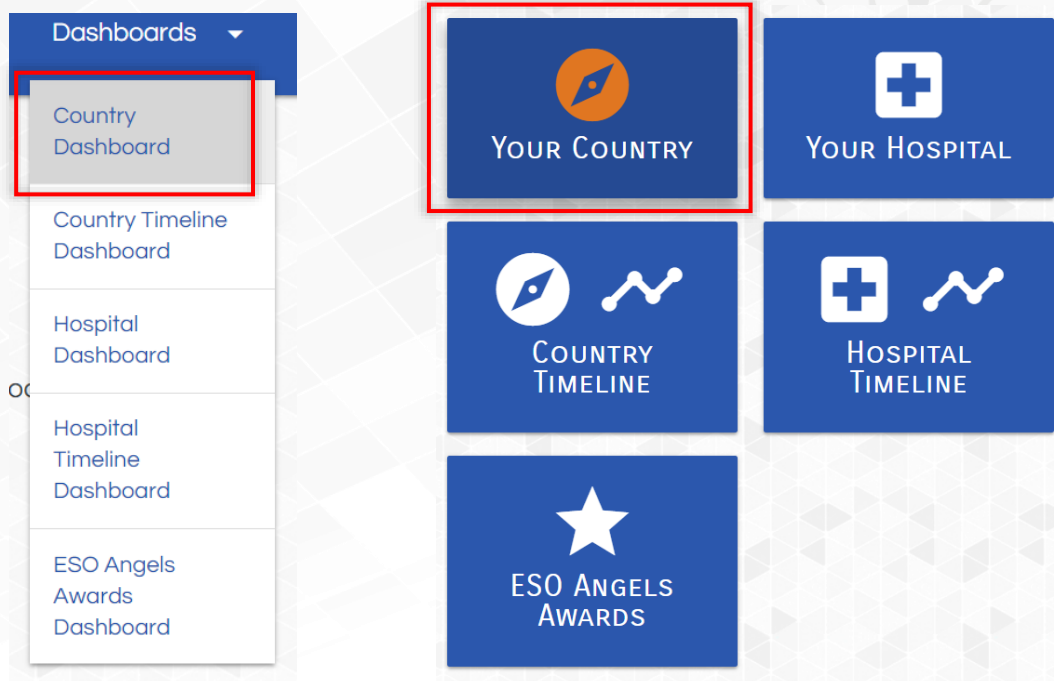 Dashboards
Country
Dashboard
Country Timeline
Dashboard
Hospital
Dashboard
Hospital
Timeline
Dashboard
ESO Angels
Awards
Dashboard
YOUR COUNTRY
YOUR HOSPITAL
COUNTRY
TIMELINE
HOSPITAL
TIMELINE
ESO ANGELS
AWARDS